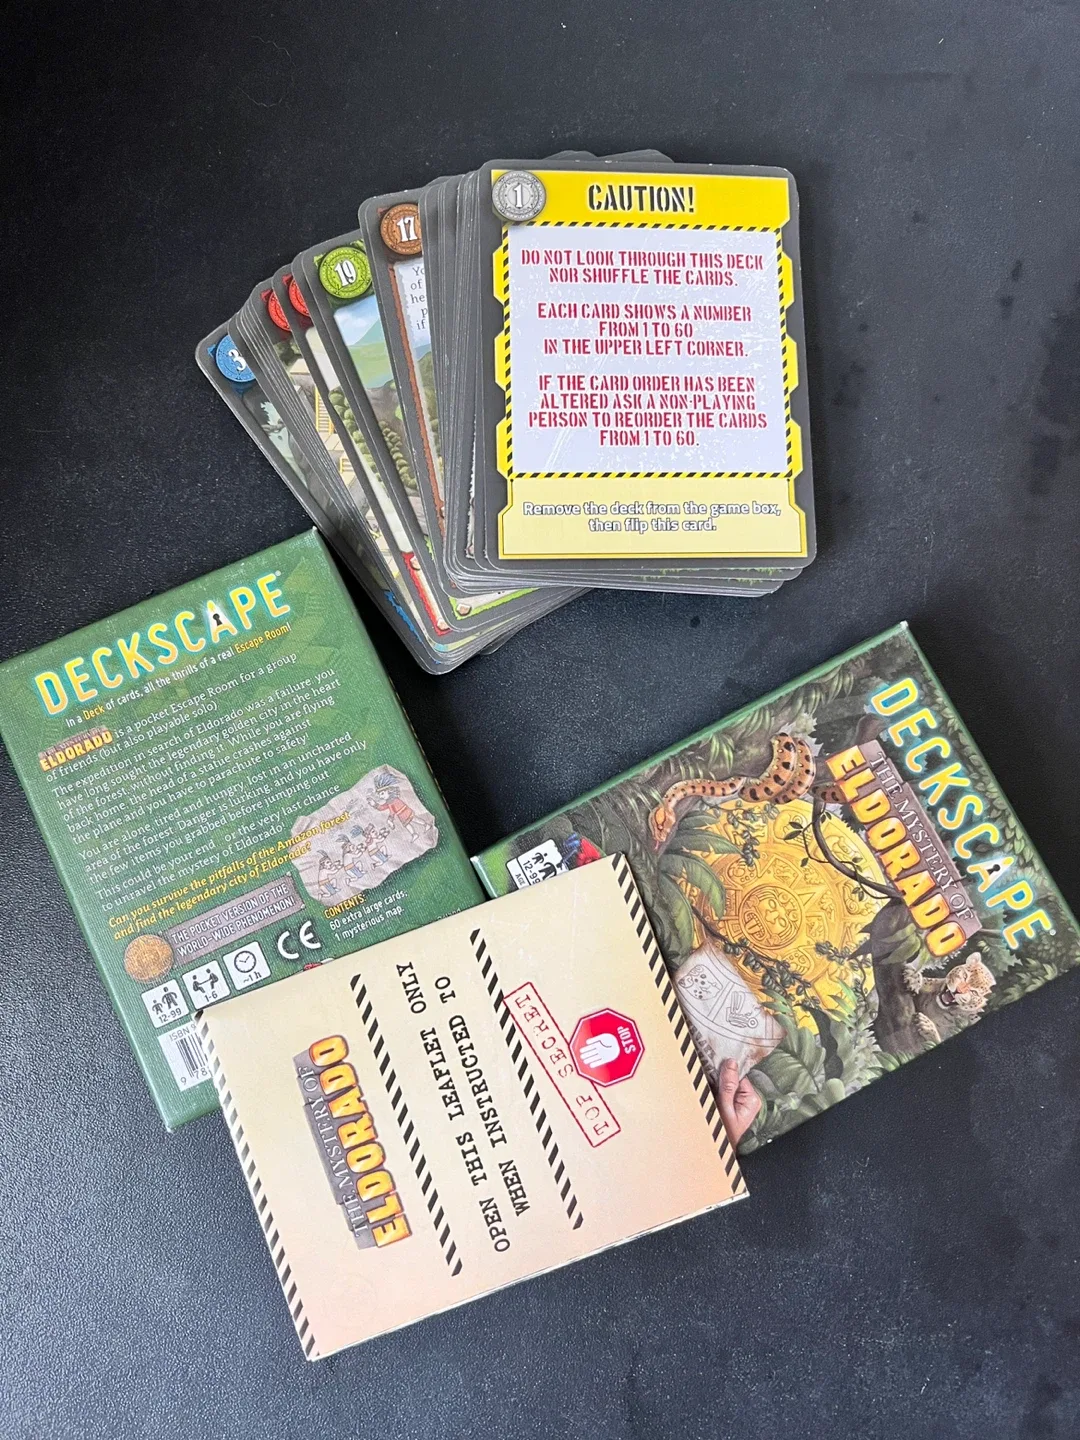 1
CAUTION!
DO NOT LOOK THROUGH THIS DECK
NOR SHUFFLE THE CARDS.
EACH CARD SHOWS A NUMBER
FROM 1 TO 60
IN THE UPPER LEFT CORNER.
IF THE CARD ORDER HAS BEEN
ALTERED ASK A NON-PLAYING
PERSON TO REORDER THE CARDS
FROM 1 TO 60.
Remove the deck from the game box,
then flip this card.
17
19
3
DECKSCAPE
In a Deck of cards, all the thrills of a real Escape Room!
ELDORADO is a pocket Escape Room for a group
of friends (but also playable solo)
The expedition in search of Eldorado was a failure: you
have long sought the legendary golden city in the heart
of the forest, without finding it. While you are flying
back home, the head of a statue crashes against
the plane and you have to parachute to safety!
You are alone, tired and hungry, lost in an uncharted
area of the forest. Danger is lurking, and you have only
the few items you grabbed before jumping out.
This could be your end... or the very last chance
to unravel the mystery of Eldorado!
Can you survive the pitfalls of the Amazon forest
and find the legendary city of Eldorado?
THE POCKET VERSION OF THE
WORLD-WIDE PHENOMENON!
CONTENTS:
60 extra large cards,
1 mysterious map.
CE
12-99
1-6
~1 h
ISBN 9
9 78
DECKSCAPE
THE MYSTERY OF
ELDORADO
12-99
THE MYSTERY OF
ELDORADO
OPEN THIS LEAFLET ONLY
WHEN INSTRUCTED TO
TOP SECRET
STOP